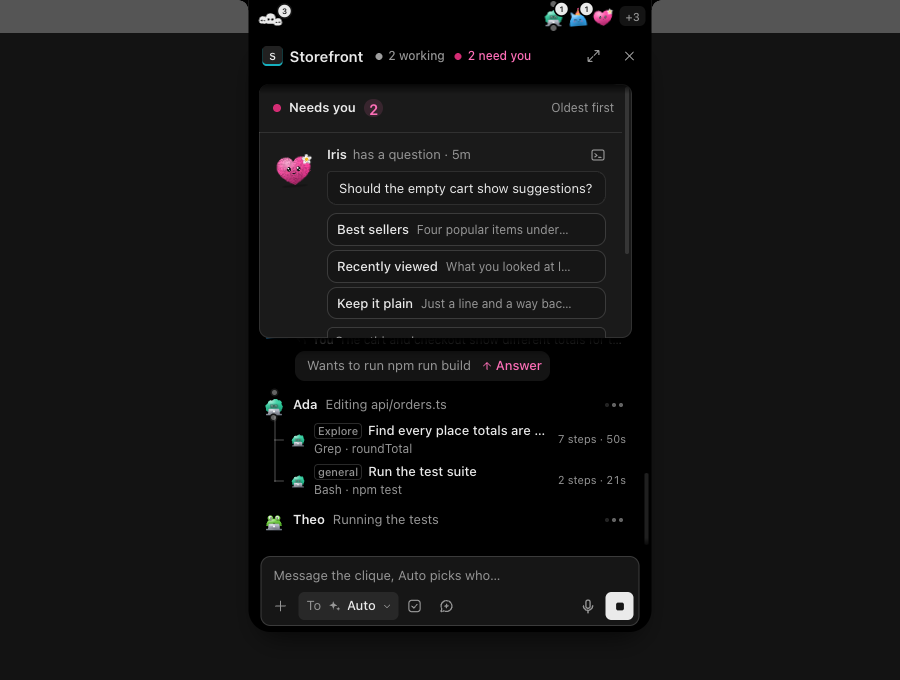 3
1
1
+3
S
Storefront
2 working
2 need you
Needs you 2
Oldest first
Iris has a question · 5m
Should the empty cart show suggestions?
Best sellers Four popular items under…
Recently viewed What you looked at l…
Keep it plain Just a line and a way bac…
Wants to run npm run build
↑ Answer
Ada Editing api/orders.ts
Explore Find every place totals are ...
7 steps · 50s
Grep · roundTotal
general Run the test suite
2 steps · 21s
Bash · npm test
Theo Running the tests
Message the clique, Auto picks who…
To Auto